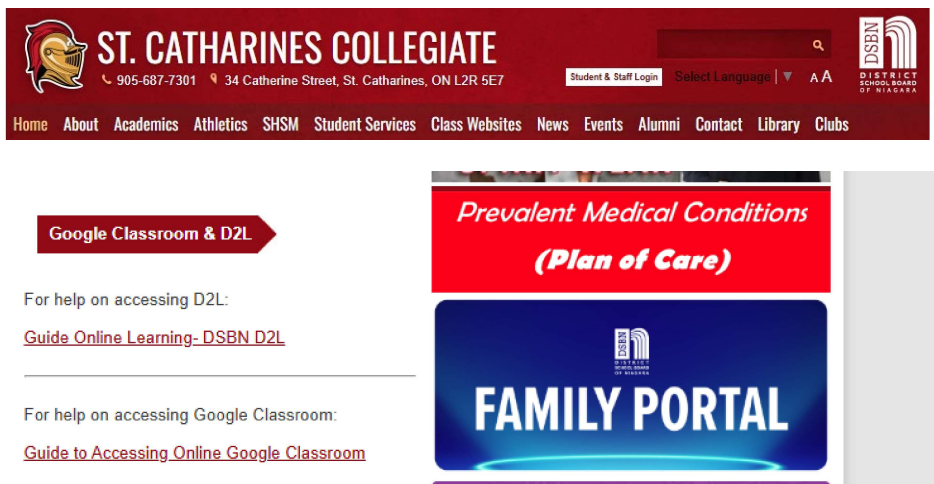 ST. CATHARINES COLLEGIATE
905-687-7301 34 Catherine Street, St. Catharines, ON L2R 5E7
Student & Staff Login Select Language ▼ A A
DSBN
DISTRICT
SCHOOL BOARD
OF NIAGARA
Home About Academics Athletics SHSM Student Services Class Websites News Events Alumni Contact Library Clubs
Google Classroom & D2L
For help on accessing D2L:
Guide Online Learning- DSBN D2L
For help on accessing Google Classroom:
Guide to Accessing Online Google Classroom
Prevalent Medical Conditions
(Plan of Care)
DSBN
DISTRICT
SCHOOL BOARD
OF NIAGARA
FAMILY PORTAL